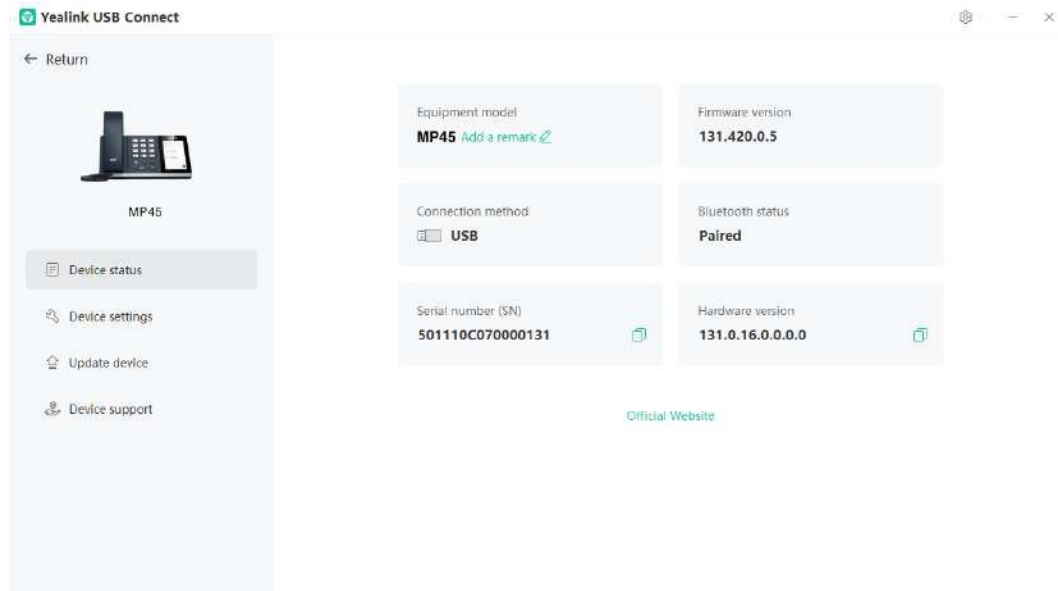 Yealink USB Connect
Return
MP45
Device status
Device settings
Update device
Device support
Equipment model
MP45 Add a remark
Firmware version
131.420.0.5
Connection method
USB
Bluetooth status
Paired
Serial number (SN)
501110C070000131
Hardware version
131.0.16.0.0.0.0
Official Website